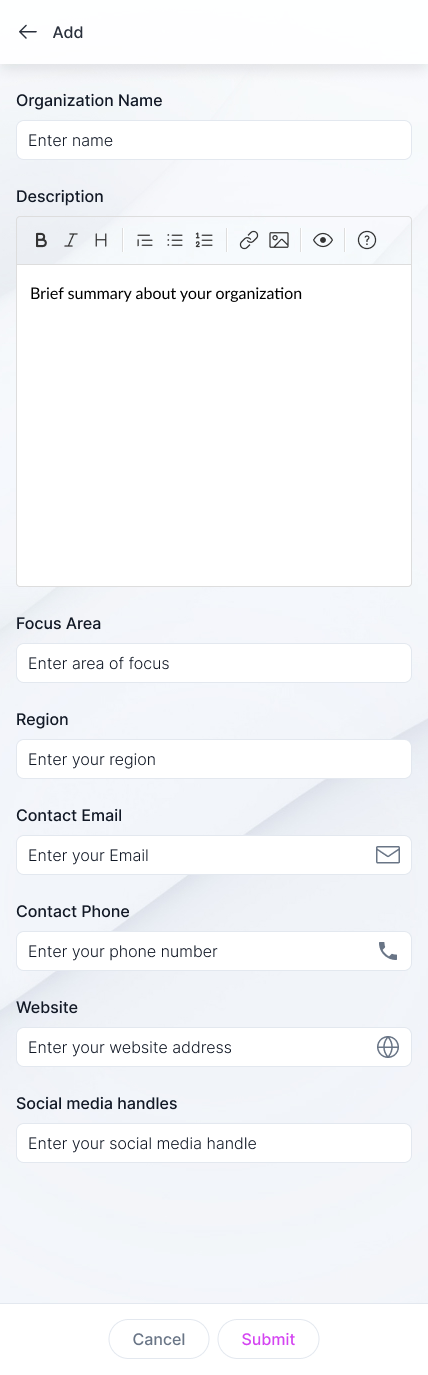 Add
Organization Name
Enter name
Description
B I H
Brief summary about your organization
Focus Area
Enter area of focus
Region
Enter your region
Contact Email
Enter your Email
Contact Phone
Enter your phone number
Website
Enter your website address
Social media handles
Enter your social media handle
Cancel Submit